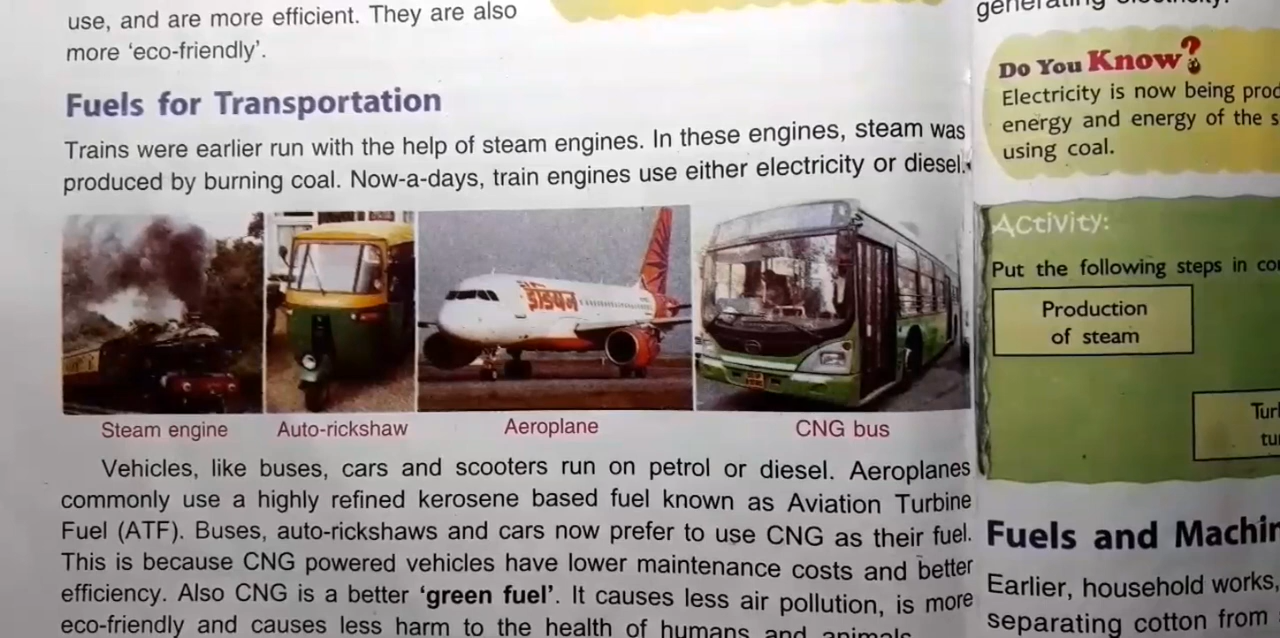 use, and are more efficient. They are also
more 'eco-friendly'.
Fuels for Transportation
Trains were earlier run with the help of steam engines. In these engines, steam was
produced by burning coal. Now-a-days, train engines use either electricity or diesel.
इंडियन
Steam engine
Auto-rickshaw
Aeroplane
CNG bus
Vehicles, like buses, cars and scooters run on petrol or diesel. Aeroplanes
commonly use a highly refined kerosene based fuel known as Aviation Turbine
Fuel (ATF). Buses, auto-rickshaws and cars now prefer to use CNG as their fuel.
This is because CNG powered vehicles have lower maintenance costs and better
efficiency. Also CNG is a better 'green fuel'. It causes less air pollution, is more
eco-friendly and causes less harm to the health of humans and animals.
generating electricity.
Do You Know?
Electricity is now being prod
energy and energy of the s
using coal.
Activity:
Put the following steps in co
Production
of steam
Tur
tu
Fuels and Machin
Earlier, household works,
separating cotton from